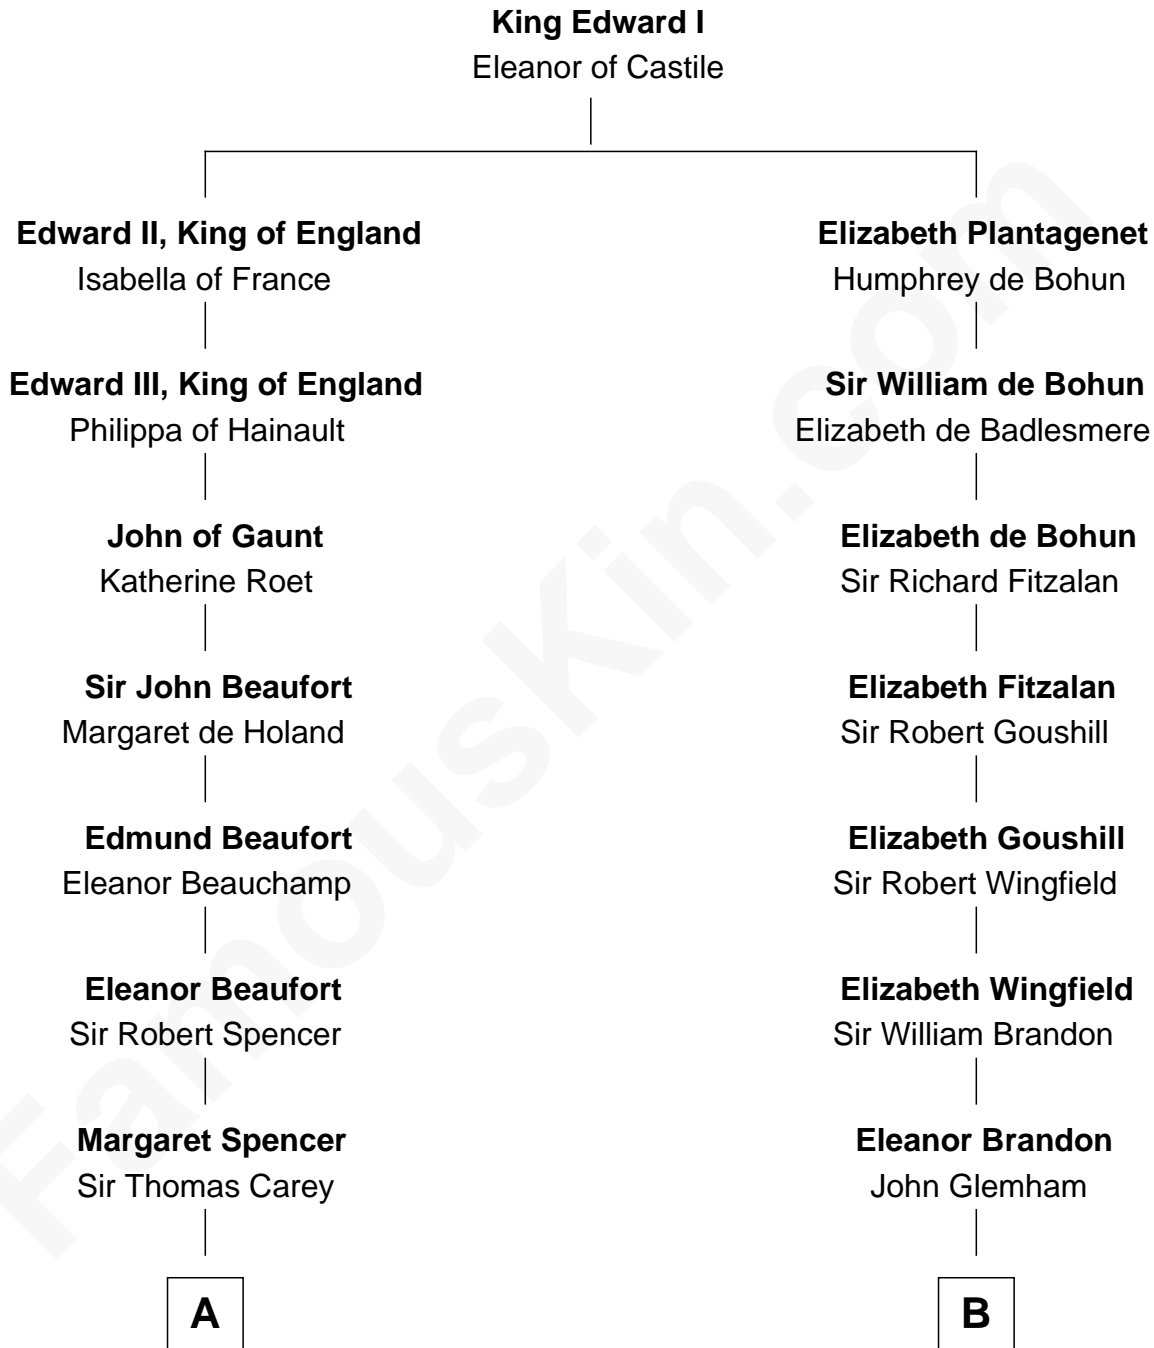 King Edward I
Eleanor of Castile
Edward II, King of England
Isabella of France
Elizabeth Plantagenet
Humphrey de Bohun
Edward III, King of England
Philippa of Hainault
Sir William de Bohun
Elizabeth de Badlesmere
John of Gaunt
Katherine Roet
Elizabeth de Bohun
Sir Richard Fitzalan
Sir John Beaufort
Margaret de Holand
Elizabeth Fitzalan
Sir Robert Goushill
Edmund Beaufort
Eleanor Beauchamp
Elizabeth Goushill
Sir Robert Wingfield
Eleanor Beaufort
Sir Robert Spencer
Elizabeth Wingfield
Sir William Brandon
Margaret Spencer
Sir Thomas Carey
Eleanor Brandon
John Glemham
A
B
FamousKin.com